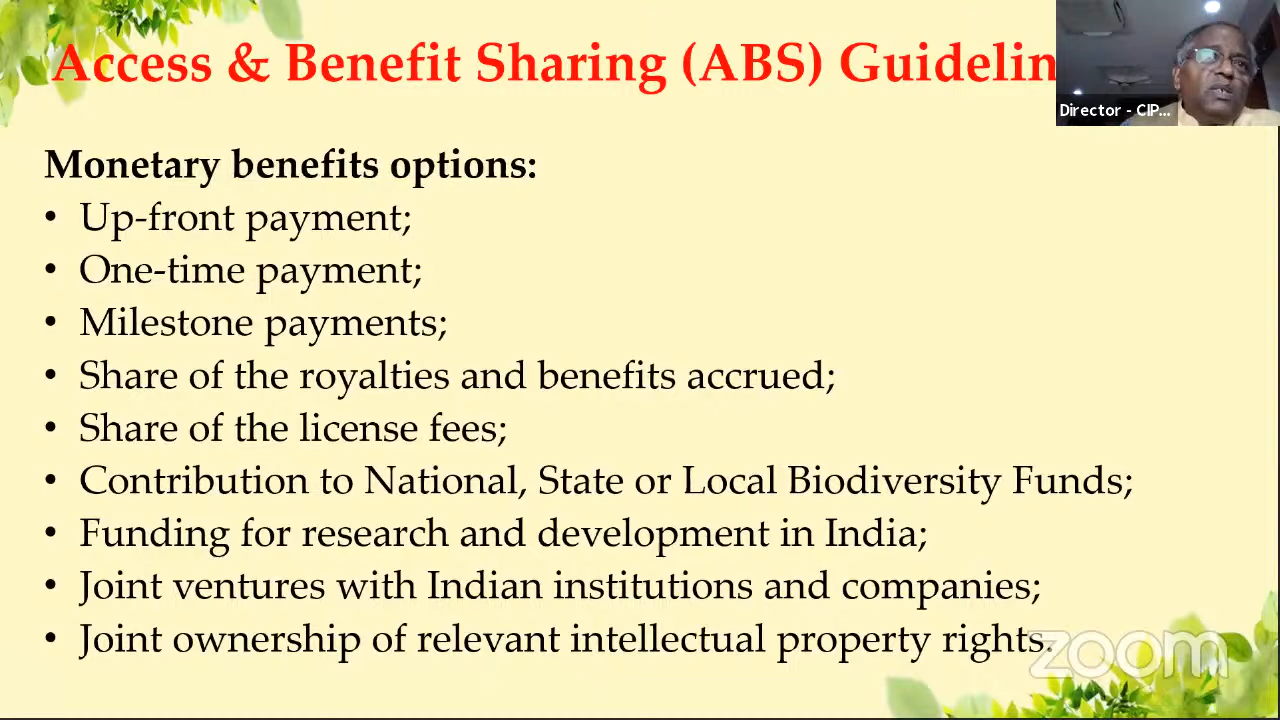 Access & Benefit Sharing (ABS) Guidelin
Director - CIP...
Monetary benefits options:
• Up-front payment;
• One-time payment;
• Milestone payments;
• Share of the royalties and benefits accrued;
• Share of the license fees;
• Contribution to National, State or Local Biodiversity Funds;
• Funding for research and development in India;
• Joint ventures with Indian institutions and companies;
• Joint ownership of relevant intellectual property rights.
zoom